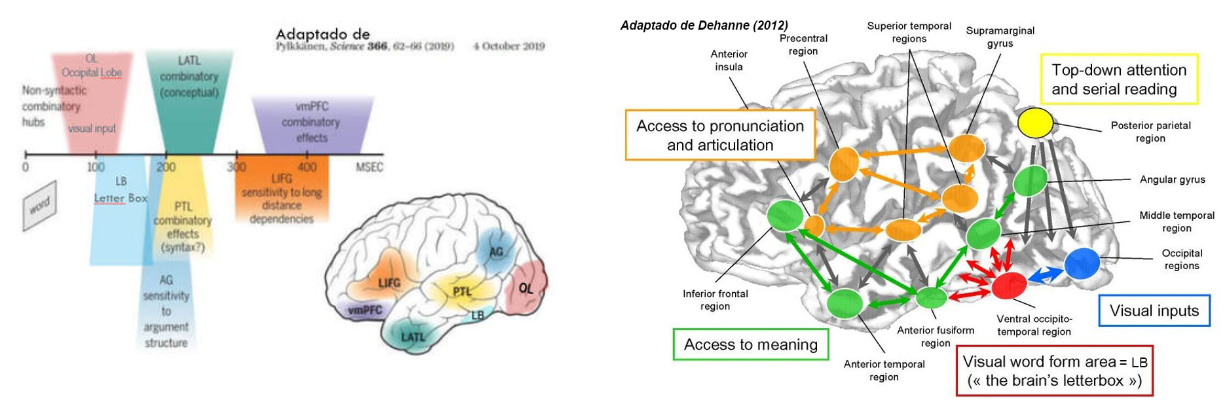 Adaptado de
Pylkkänen, Science 366, 62–66 (2019) 4 October 2019
OL
Occipital Lobe
Non-syntactic
combinatory
hubs
visual input
LATL
combinatory
(conceptual)
vmPFC
combinatory
effects
0 100 200 300 400 MSEC
word
LB
Letter Box
PTL
combinatory
effects
(syntax?)
AG
sensitivity
to
argument
structure
LIFG
sensitivity to long
distance
dependencies
AG
LIFG
PTL
OL
vmPFC
LB
LATL
Adaptado de Dehanne (2012)
Anterior
insula
Precentral
region
Superior temporal
regions
Supramarginal
gyrus
Top-down attention
and serial reading
Access to pronunciation
and articulation
Posterior parietal
region
Angular gyrus
Middle temporal
region
Occipital
regions
Inferior frontal
region
Visual inputs
Access to meaning
Anterior temporal
region
Anterior fusiform
region
Ventral occipito-
temporal region
Visual word form area = LB
(« the brain's letterbox »)